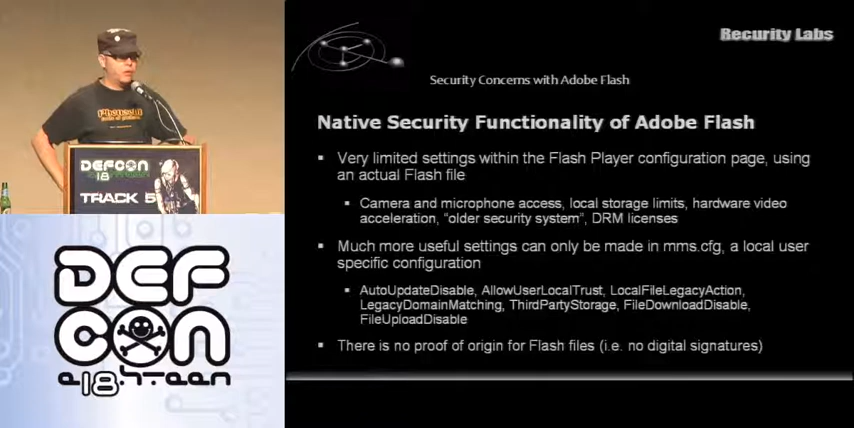 DEFCON
18
TRACK 5
DEF
CON
e18hteen
Recurity Labs
Security Concerns with Adobe Flash
Native Security Functionality of Adobe Flash
Very limited settings within the Flash Player configuration page, using
an actual Flash file
Camera and microphone access, local storage limits, hardware video
acceleration, "older security system", DRM licenses
Much more useful settings can only be made in mms.cfg, a local user
specific configuration
AutoUpdateDisable, AllowUserLocalTrust, LocalFileLegacyAction,
LegacyDomainMatching, ThirdPartyStorage, FileDownloadDisable,
FileUploadDisable
There is no proof of origin for Flash files (i.e. no digital signatures)